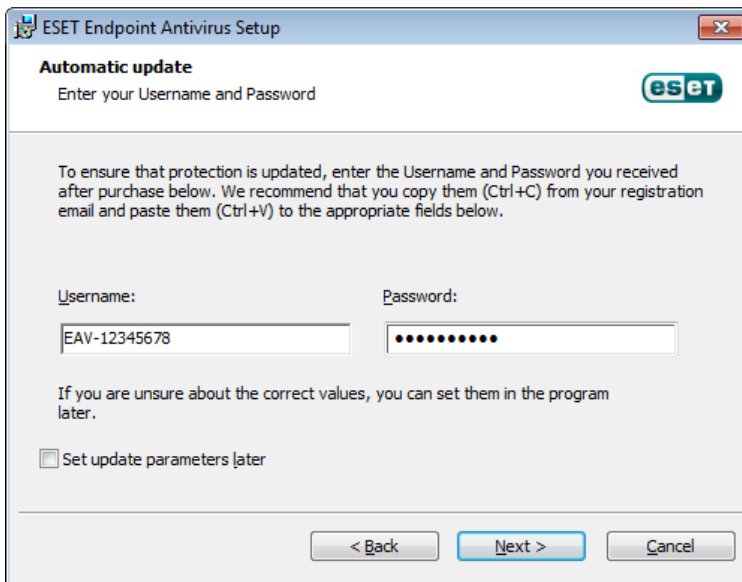 ESET Endpoint Antivirus Setup
Automatic update
Enter your Username and Password
eseT
To ensure that protection is updated, enter the Username and Password you received
after purchase below. We recommend that you copy them (Ctrl+C) from your registration
email and paste them (Ctrl+V) to the appropriate fields below.
Username: Password:
EAV-12345678 ●●●●●●●●●●
If you are unsure about the correct values, you can set them in the program
later.
Set update parameters later
< Back Next > Cancel